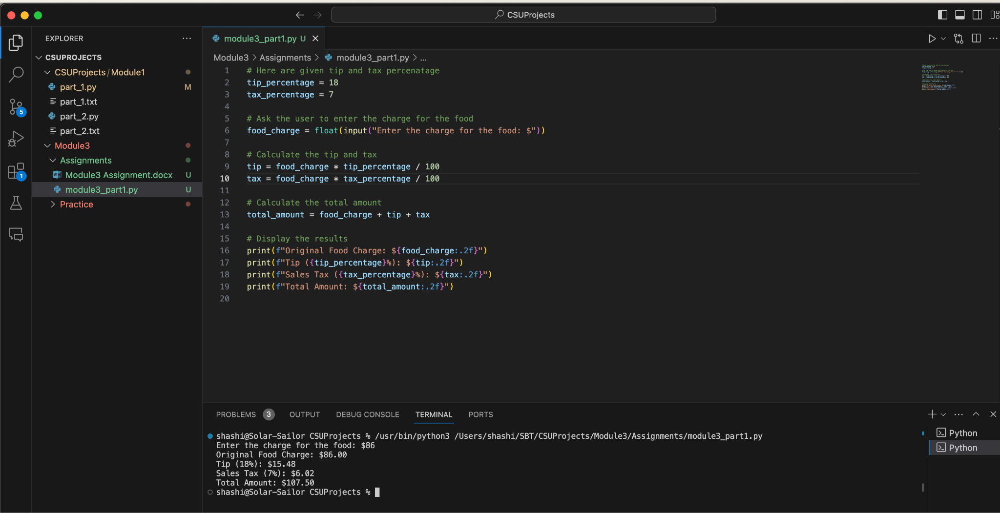 CSUProjects
EXPLORER
CSUPROJECTS
CSUProjects / Module1
part_1.py M
part_1.txt
part_2.py
part_2.txt
Module3
Assignments
Module3 Assignment.docx U
module3_part1.py U
Practice
5
1
module3_part1.py U
Module3 > Assignments > module3_part1.py > ...
1 # Here are given tip and tax percenatage
2 tip_percentage = 18
3 tax_percentage = 7
4
5 # Ask the user to enter the charge for the food
6 food_charge = float(input("Enter the charge for the food: $"))
7
8 # Calculate the tip and tax
9 tip = food_charge * tip_percentage / 100
10 tax = food_charge * tax_percentage / 100
11
12 # Calculate the total amount
13 total_amount = food_charge + tip + tax
14
15 # Display the results
16 print(f"Original Food Charge: ${food_charge:.2f}")
17 print(f"Tip ({tip_percentage}%): ${tip:.2f}")
18 print(f"Sales Tax ({tax_percentage}%): ${tax:.2f}")
19 print(f"Total Amount: ${total_amount:.2f}")
20
PROBLEMS 3 OUTPUT DEBUG CONSOLE TERMINAL PORTS
shashi@Solar-Sailor CSUProjects % /usr/bin/python3 /Users/shashi/SBT/CSUProjects/Module3/Assignments/module3_part1.py
Enter the charge for the food: $86
Original Food Charge: $86.00
Tip (18%): $15.48
Sales Tax (7%): $6.02
Total Amount: $107.50
shashi@Solar-Sailor CSUProjects %
Python
Python